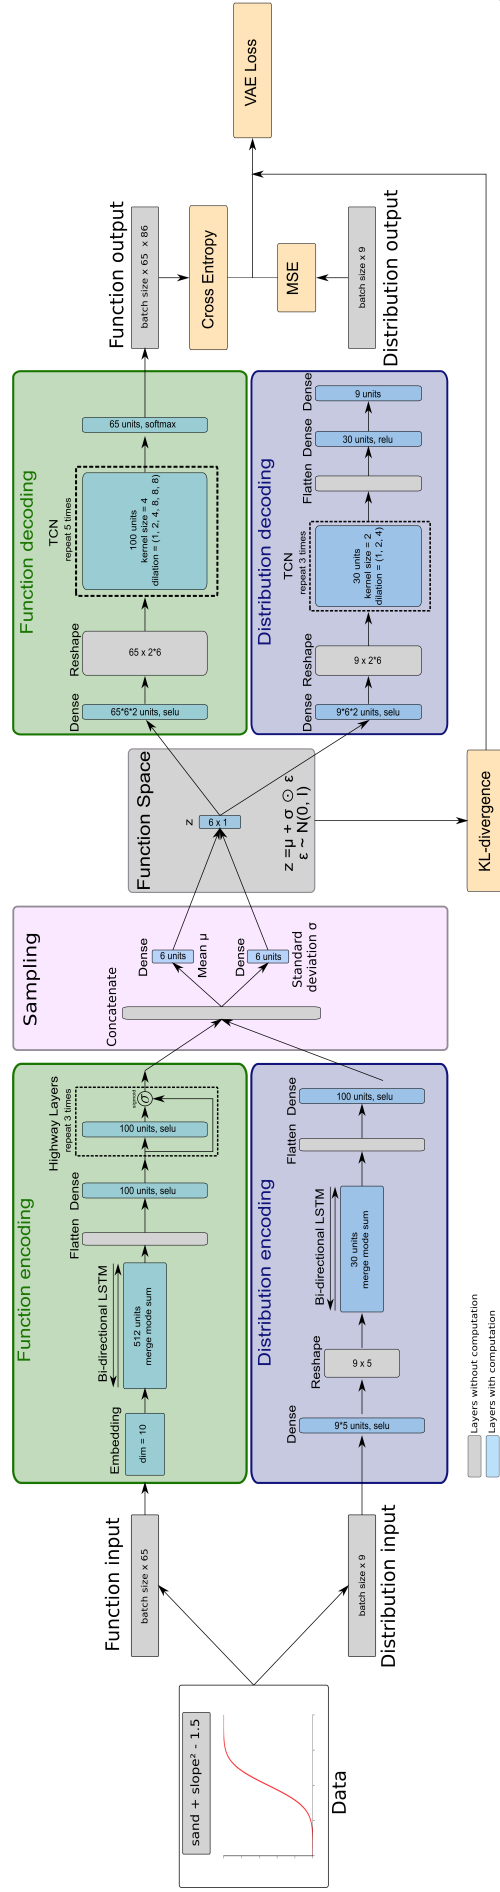 sand + slope² - 1.5
Data
Function input
batch size x 65
Distribution input
batch size x 9
Function encoding
Embedding
dim = 10
Bi-directional LSTM
512 units
merge mode sum
Flatten
Dense
100 units, selu
Highway Layers
repeat 3 times
100 units, selu
sigmoid
σ
Distribution encoding
Dense
9*5 units, selu
Reshape
9 x 5
Bi-directional LSTM
30 units
merge mode sum
Flatten
Dense
100 units, selu
Sampling
Concatenate
Dense
6 units
Mean μ
Dense
6 units
Standard
deviation σ
Function Space
z
6 x 1
z =μ + σ ⊙ ε
ε ~ N(0, I)
Function decoding
Dense
65*6*2 units, selu
Reshape
65 x 2*6
TCN
repeat 5 times
100 units
kernel size = 4
dilation = (1, 2, 4, 8, 8, 8)
65 units, softmax
Distribution decoding
Dense
9*6*2 units, selu
Reshape
9 x 2*6
TCN
repeat 3 times
30 units
kernel size = 2
dilation = (1, 2, 4)
Flatten
Dense
30 units, relu
Dense
9 units
Function output
batch size x 65 x 86
Cross Entropy
MSE
batch size x 9
Distribution output
KL-divergence
VAE Loss
Layers without computation
Layers with computation